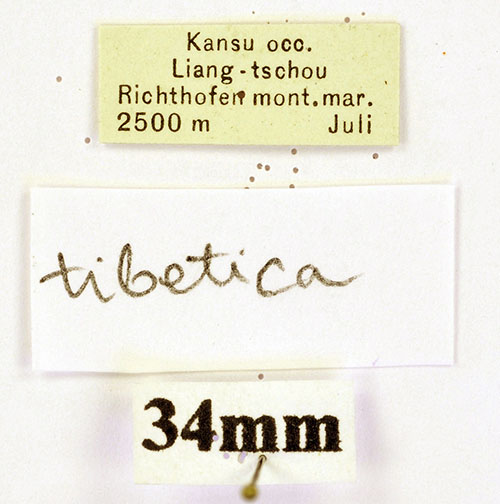 Kansu occ.
Liang-tschou
Richthofen mont.mar.
2500 m Juli
tibetica
34mm